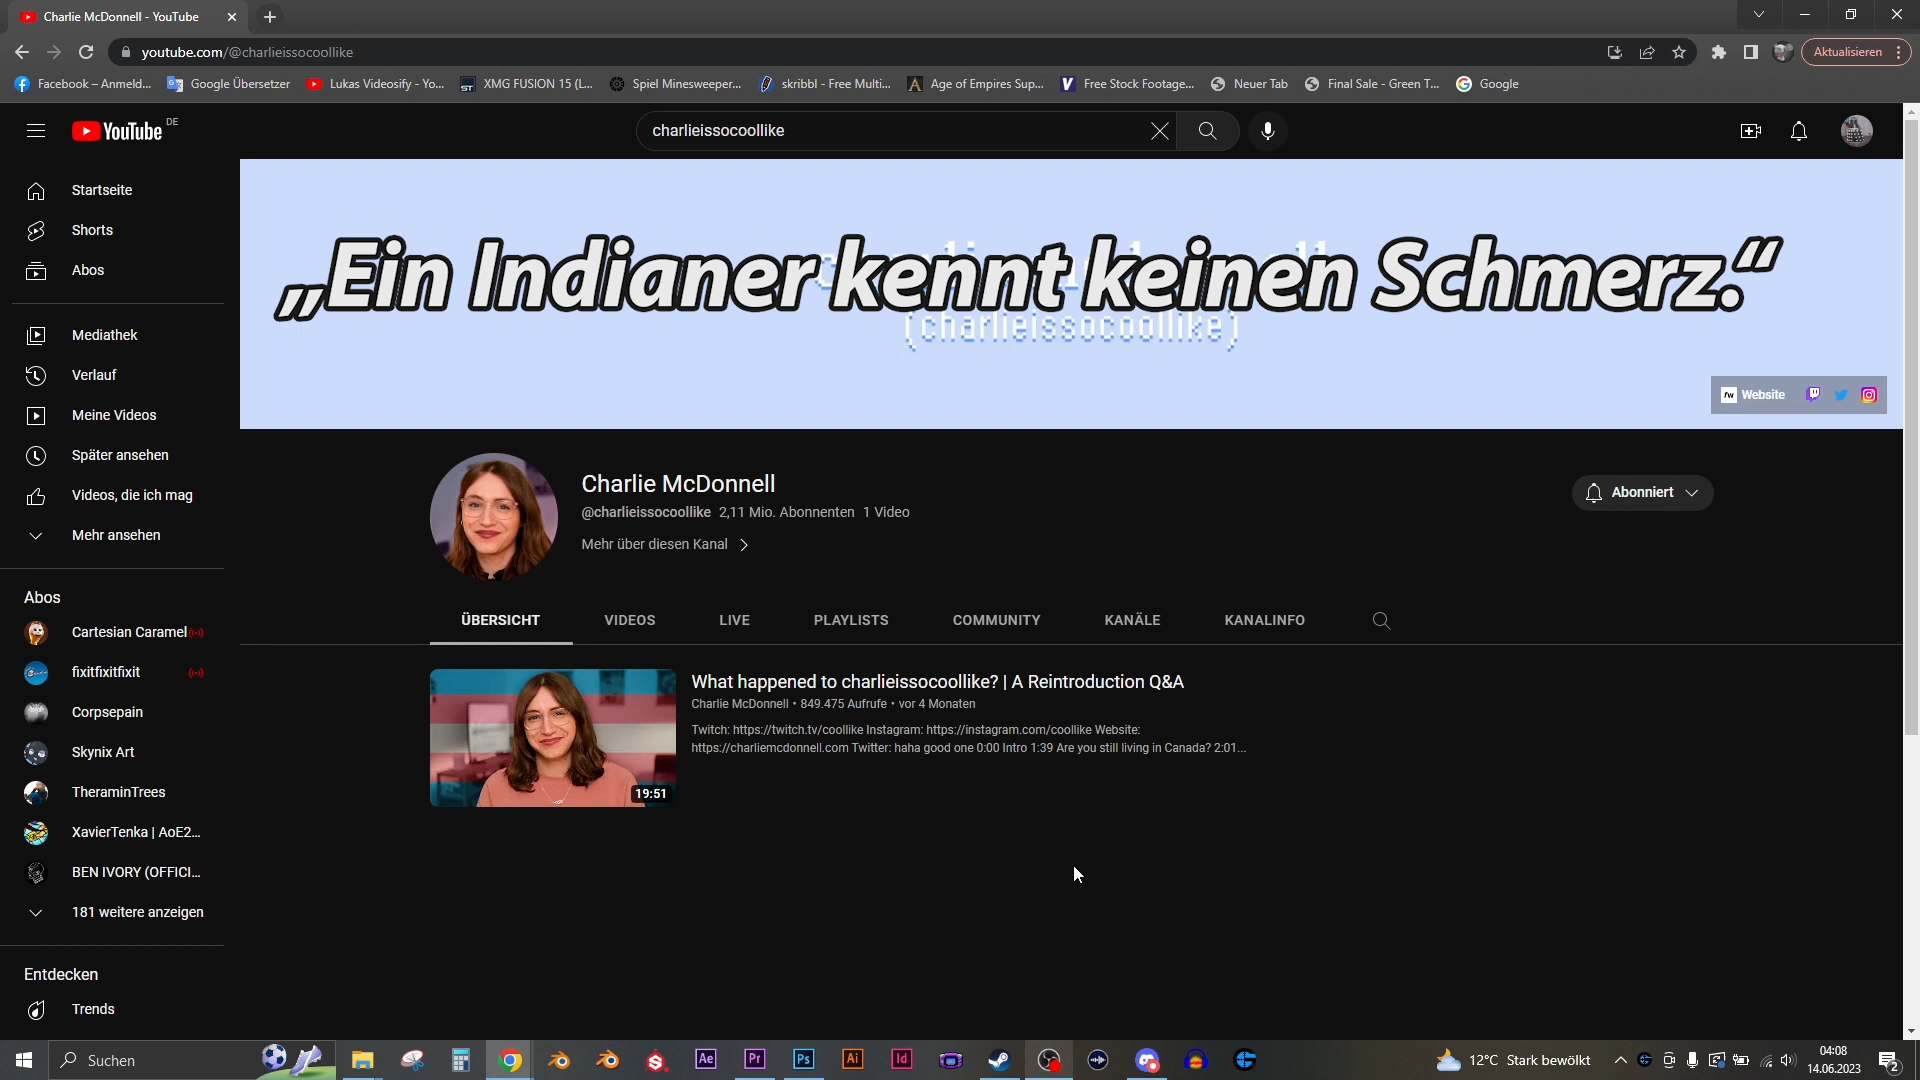 Charlie McDonnell - YouTube
youtube.com/@charlieissocoollike
Aktualisieren
Facebook – Anmeld...
Google Übersetzer
Lukas Videosify - Yo...
XMG FUSION 15 (L...
Spiel Minesweeper...
skribbl - Free Multi...
Age of Empires Sup...
Free Stock Footage...
Neuer Tab
Final Sale - Green T...
Google
YouTube DE
charlieissocoollike
Startseite
Shorts
Abos
Mediathek
Verlauf
Meine Videos
Später ansehen
Videos, die ich mag
Mehr ansehen
Abos
Cartesian Caramel
fixitfixitfixit
Corpsepain
Skynix Art
TheraminTrees
XavierTenka | AoE2...
BEN IVORY (OFFICI...
181 weitere anzeigen
Entdecken
Trends
„Ein Indianer kennt keinen Schmerz.“
(charlieissocoollike)
Website
Charlie McDonnell
@charlieissocoollike 2,11 Mio. Abonnenten 1 Video
Mehr über diesen Kanal
Abonniert
ÜBERSICHT
VIDEOS
LIVE
PLAYLISTS
COMMUNITY
KANÄLE
KANALINFO
19:51
What happened to charlieissocoollike? | A Reintroduction Q&A
Charlie McDonnell • 849.475 Aufrufe • vor 4 Monaten
Twitch: https://twitch.tv/coollike Instagram: https://instagram.com/coollike Website:
https://charliemcdonnell.com Twitter: haha good one 0:00 Intro 1:39 Are you still living in Canada? 2:01...
Suchen
Ae
Pr
Ps
Ai
Id
12°C Stark bewölkt
04:08
14.06.2023
2